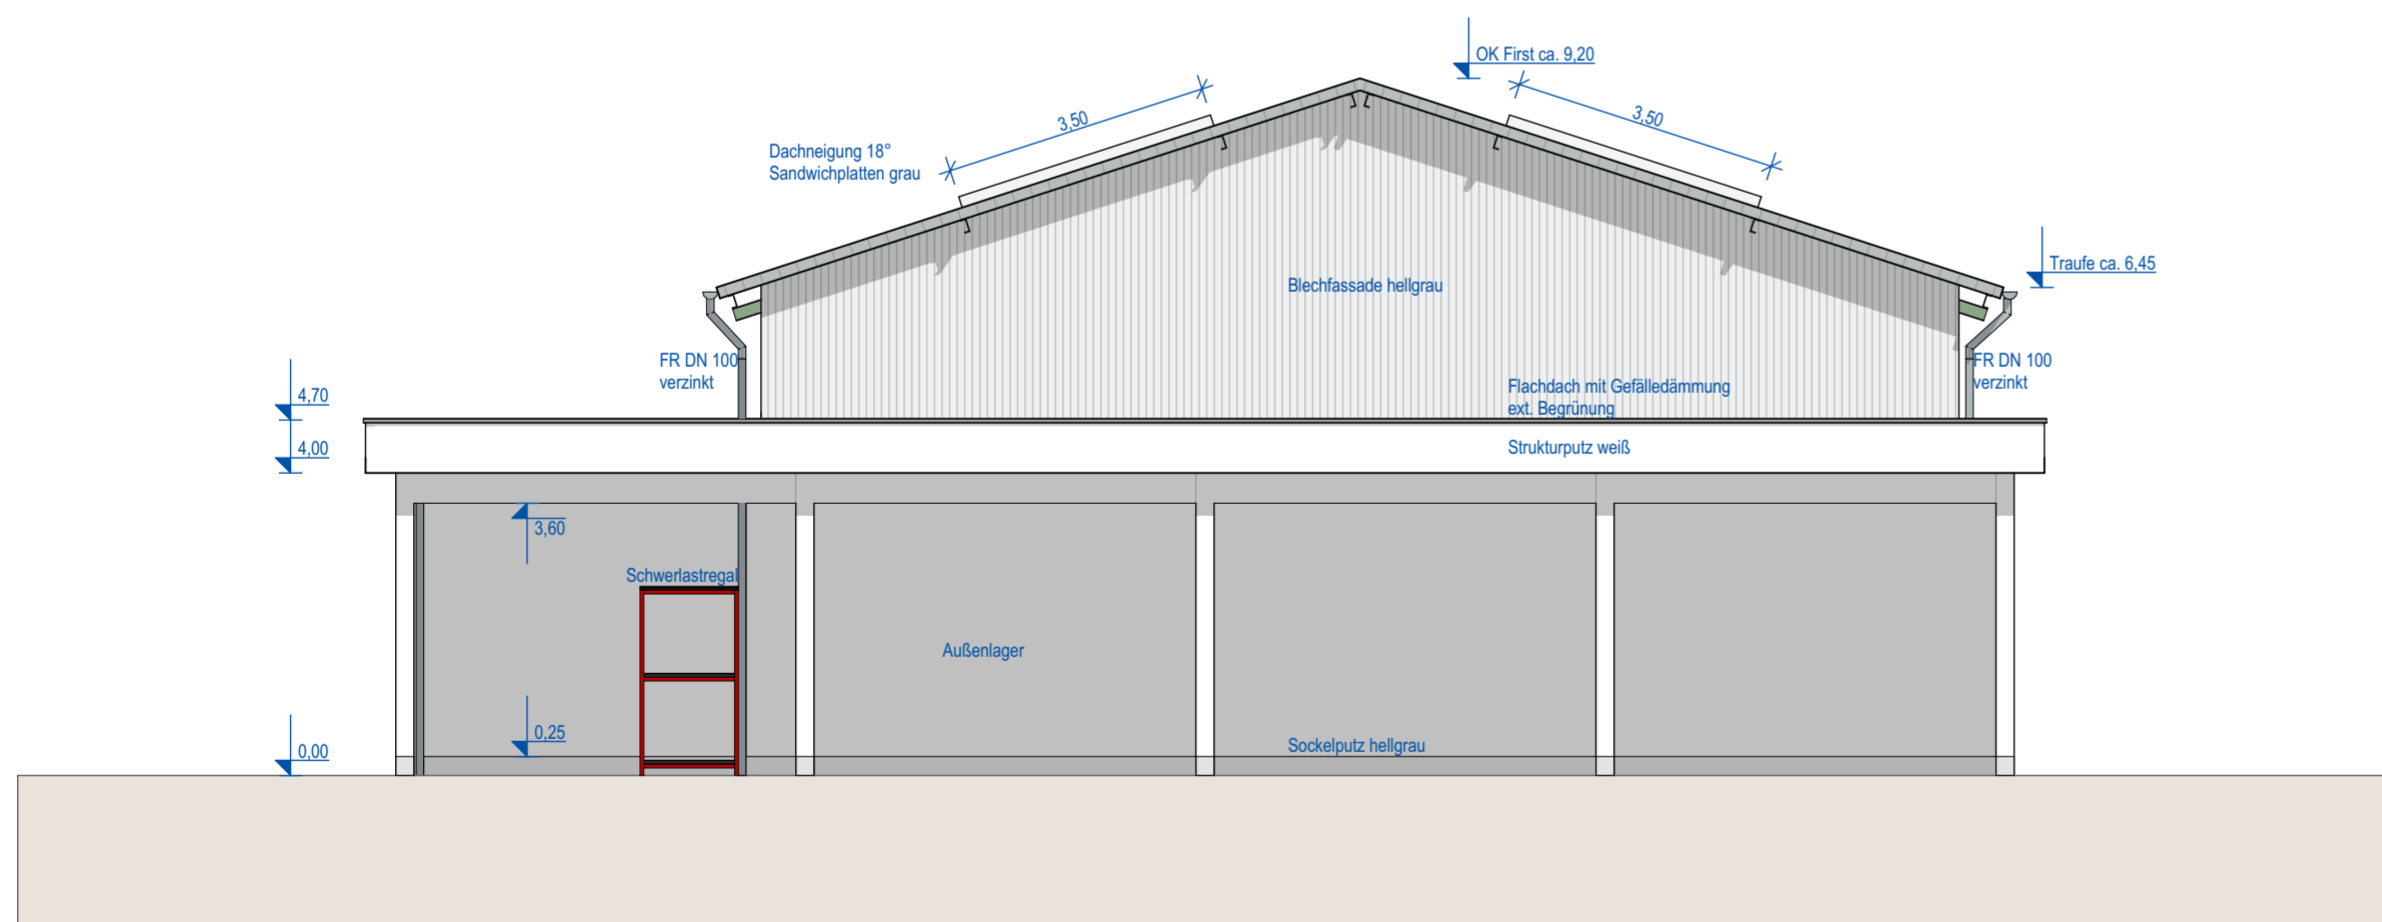 OK First ca. 9,20
3,50
3,50
Dachneigung 18°
Sandwichplatten grau
Traufe ca. 6,45
Blechfassade hellgrau
FR DN 100
verzinkt
FR DN 100
verzinkt
4,70
Flachdach mit Gefälledämmung
ext. Begrünung
4,00
Strukturputz weiß
3,60
Schwerlastregal
Außenlager
0,25
Sockelputz hellgrau
0,00